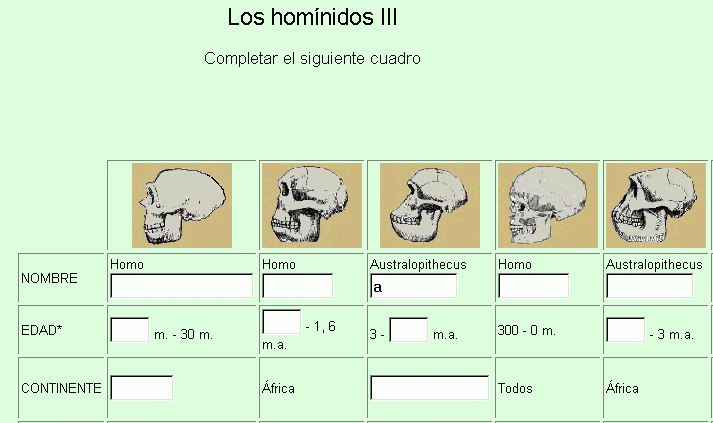 Los homínidos III
Completar el siguiente cuadro
NOMBRE
Homo
Homo
Australopithecus
a
Homo
Australopithecus
EDAD*
m. - 30 m.
- 1, 6
m.a.
3 - m.a.
300 - 0 m.
- 3 m.a.
CONTINENTE
África
Todos
África